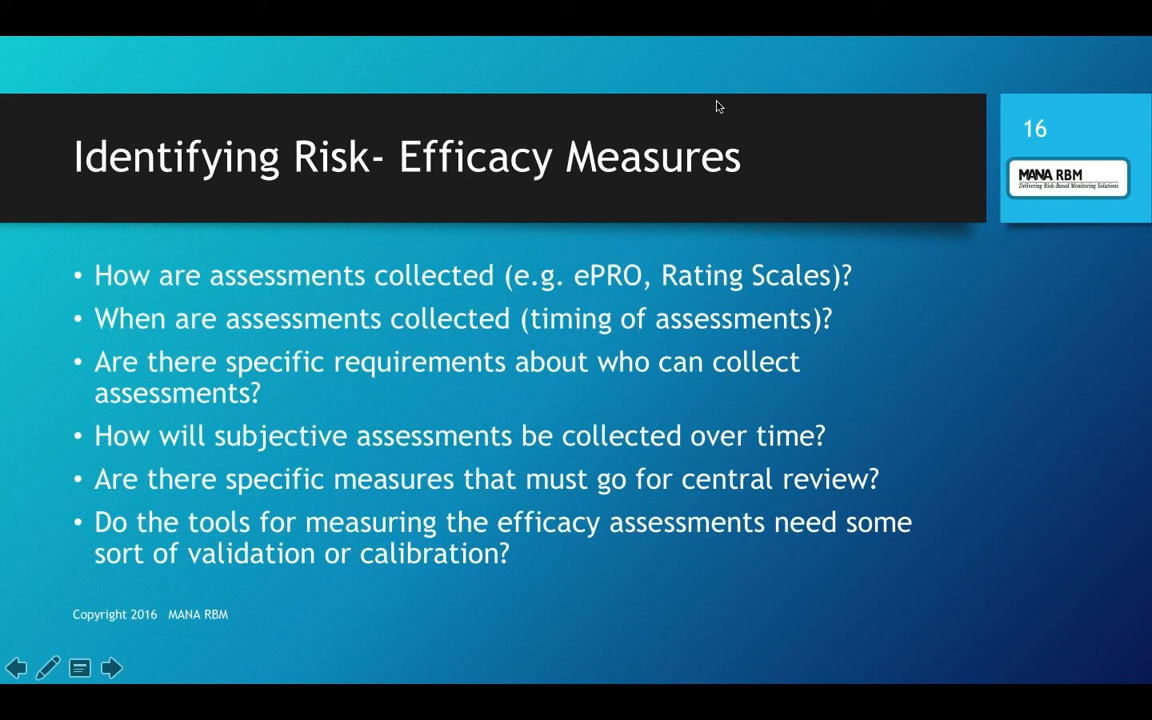 Identifying Risk- Efficacy Measures
16
MANA RBM
Delivering Risk-Based Monitoring Solutions
• How are assessments collected (e.g. ePRO, Rating Scales)?
• When are assessments collected (timing of assessments)?
• Are there specific requirements about who can collect
assessments?
• How will subjective assessments be collected over time?
• Are there specific measures that must go for central review?
• Do the tools for measuring the efficacy assessments need some
sort of validation or calibration?
Copyright 2016 MANA RBM